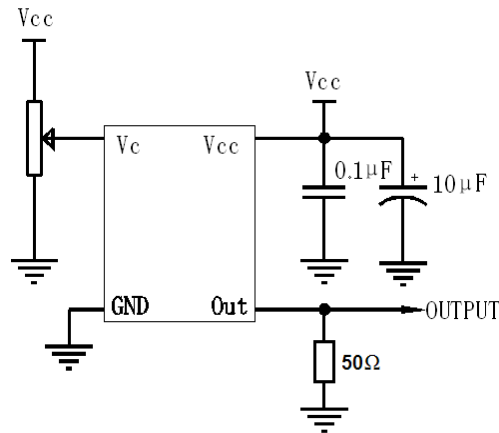 Vcc
Vcc
Vc
Vcc
0.1μF
+
10μF
GND
Out
OUTPUT
50Ω